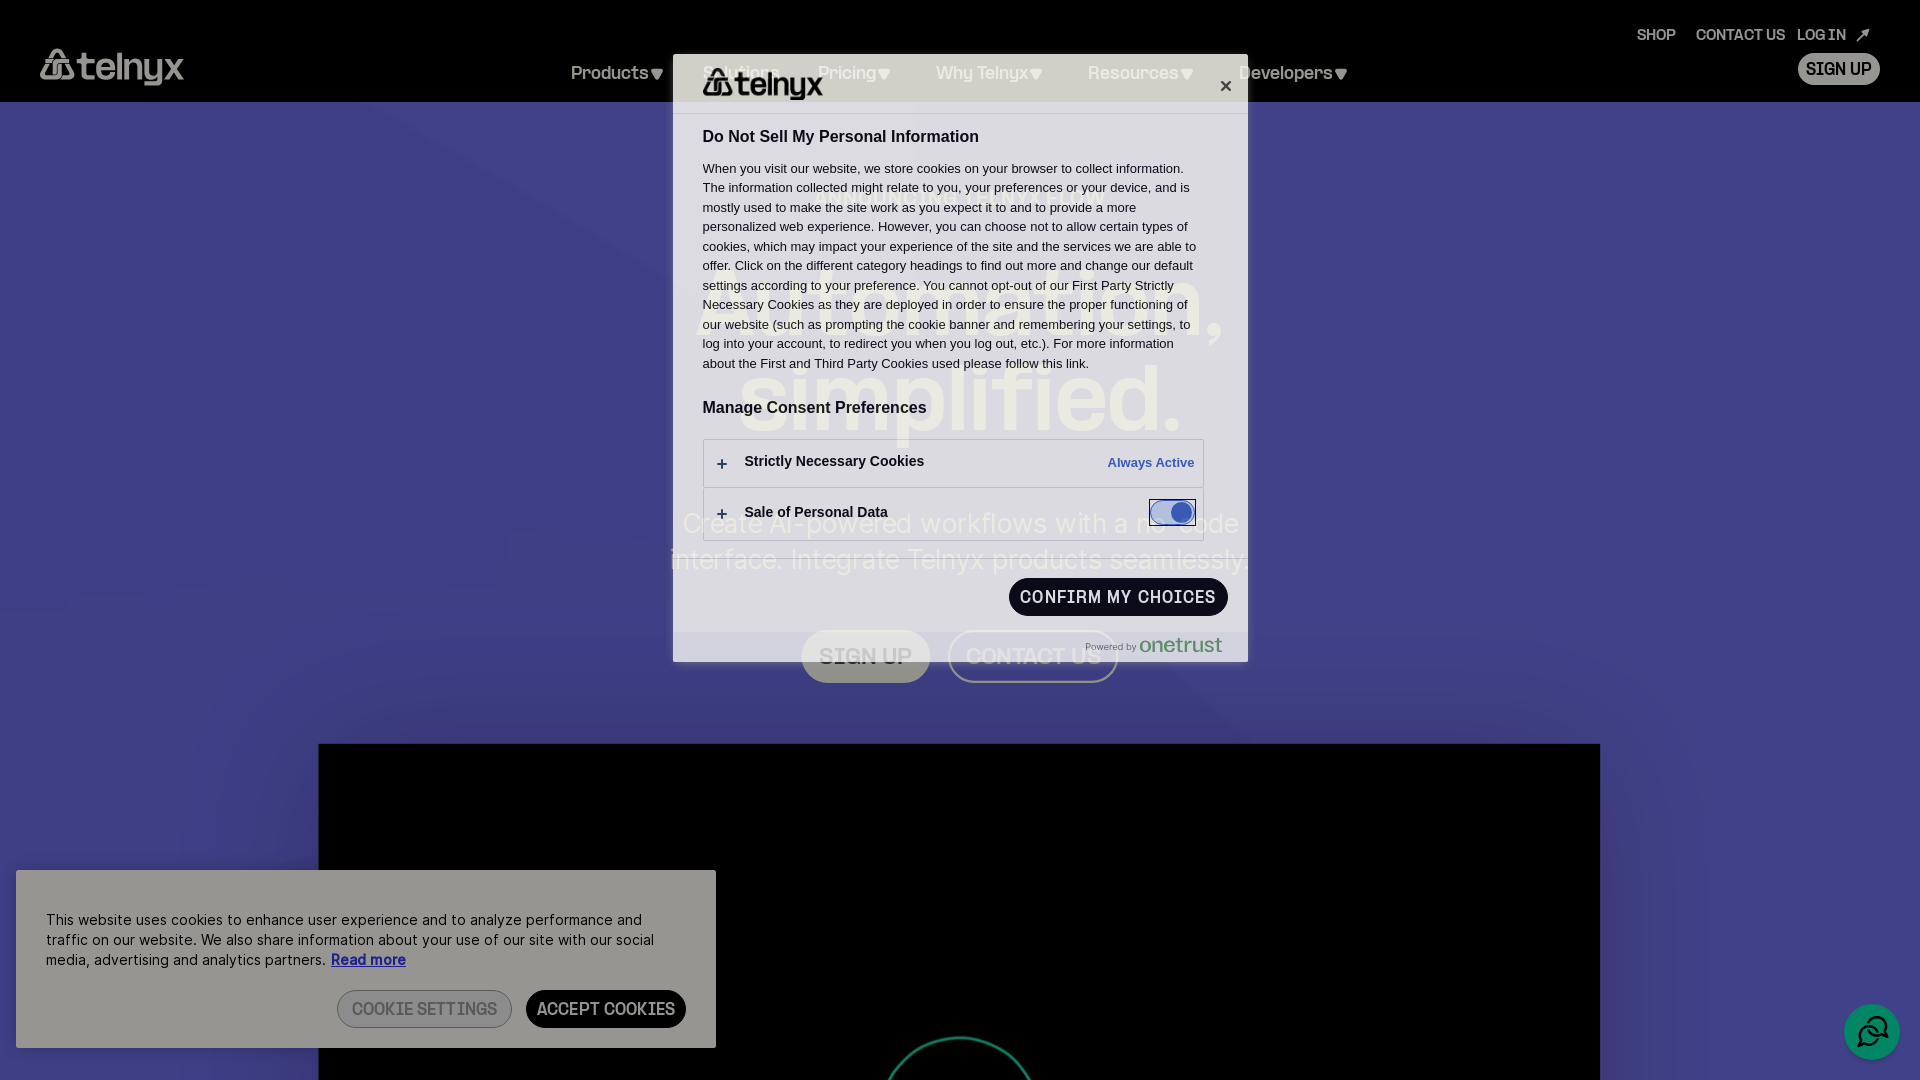 SHOP CONTACT US LOG IN
telnyx
Products Solutions Pricing Why Telnyx Resources Developers
SIGN UP
telnyx
Do Not Sell My Personal Information
When you visit our website, we store cookies on your browser to collect information.
The information collected might relate to you, your preferences or your device, and is
mostly used to make the site work as you expect it to and to provide a more
personalized web experience. However, you can choose not to allow certain types of
cookies, which may impact your experience of the site and the services we are able to
offer. Click on the different category headings to find out more and change our default
settings according to your preference. You cannot opt-out of our First Party Strictly
Necessary Cookies as they are deployed in order to ensure the proper functioning of
our website (such as prompting the cookie banner and remembering your settings, to
log into your account, to redirect you when you log out, etc.). For more information
about the First and Third Party Cookies used please follow this link.
Manage Consent Preferences
Strictly Necessary Cookies Always Active
Sale of Personal Data
CONFIRM MY CHOICES
Powered by onetrust
ANNOUNCING TELNYX FLOW
Automation,
simplified.
Create AI-powered workflows with a no-code
interface. Integrate Telnyx products seamlessly.
SIGN UP CONTACT US
This website uses cookies to enhance user experience and to analyze performance and
traffic on our website. We also share information about your use of our site with our social
media, advertising and analytics partners. Read more
COOKIE SETTINGS ACCEPT COOKIES